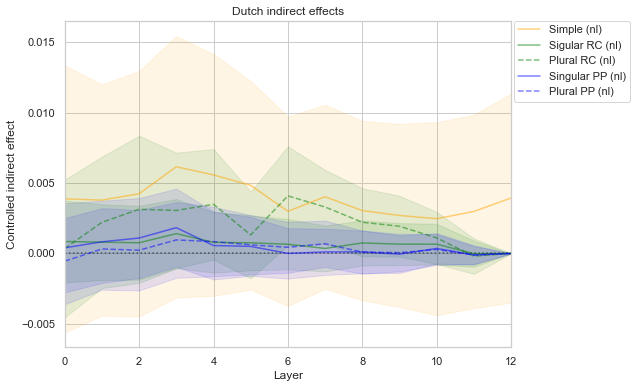 Dutch indirect effects
Controlled indirect effect
0.015
0.010
0.005
0.000
−0.005
0
2
4
6
8
10
12
Layer
Simple (nl)
Sigular RC (nl)
Plural RC (nl)
Singular PP (nl)
Plural PP (nl)